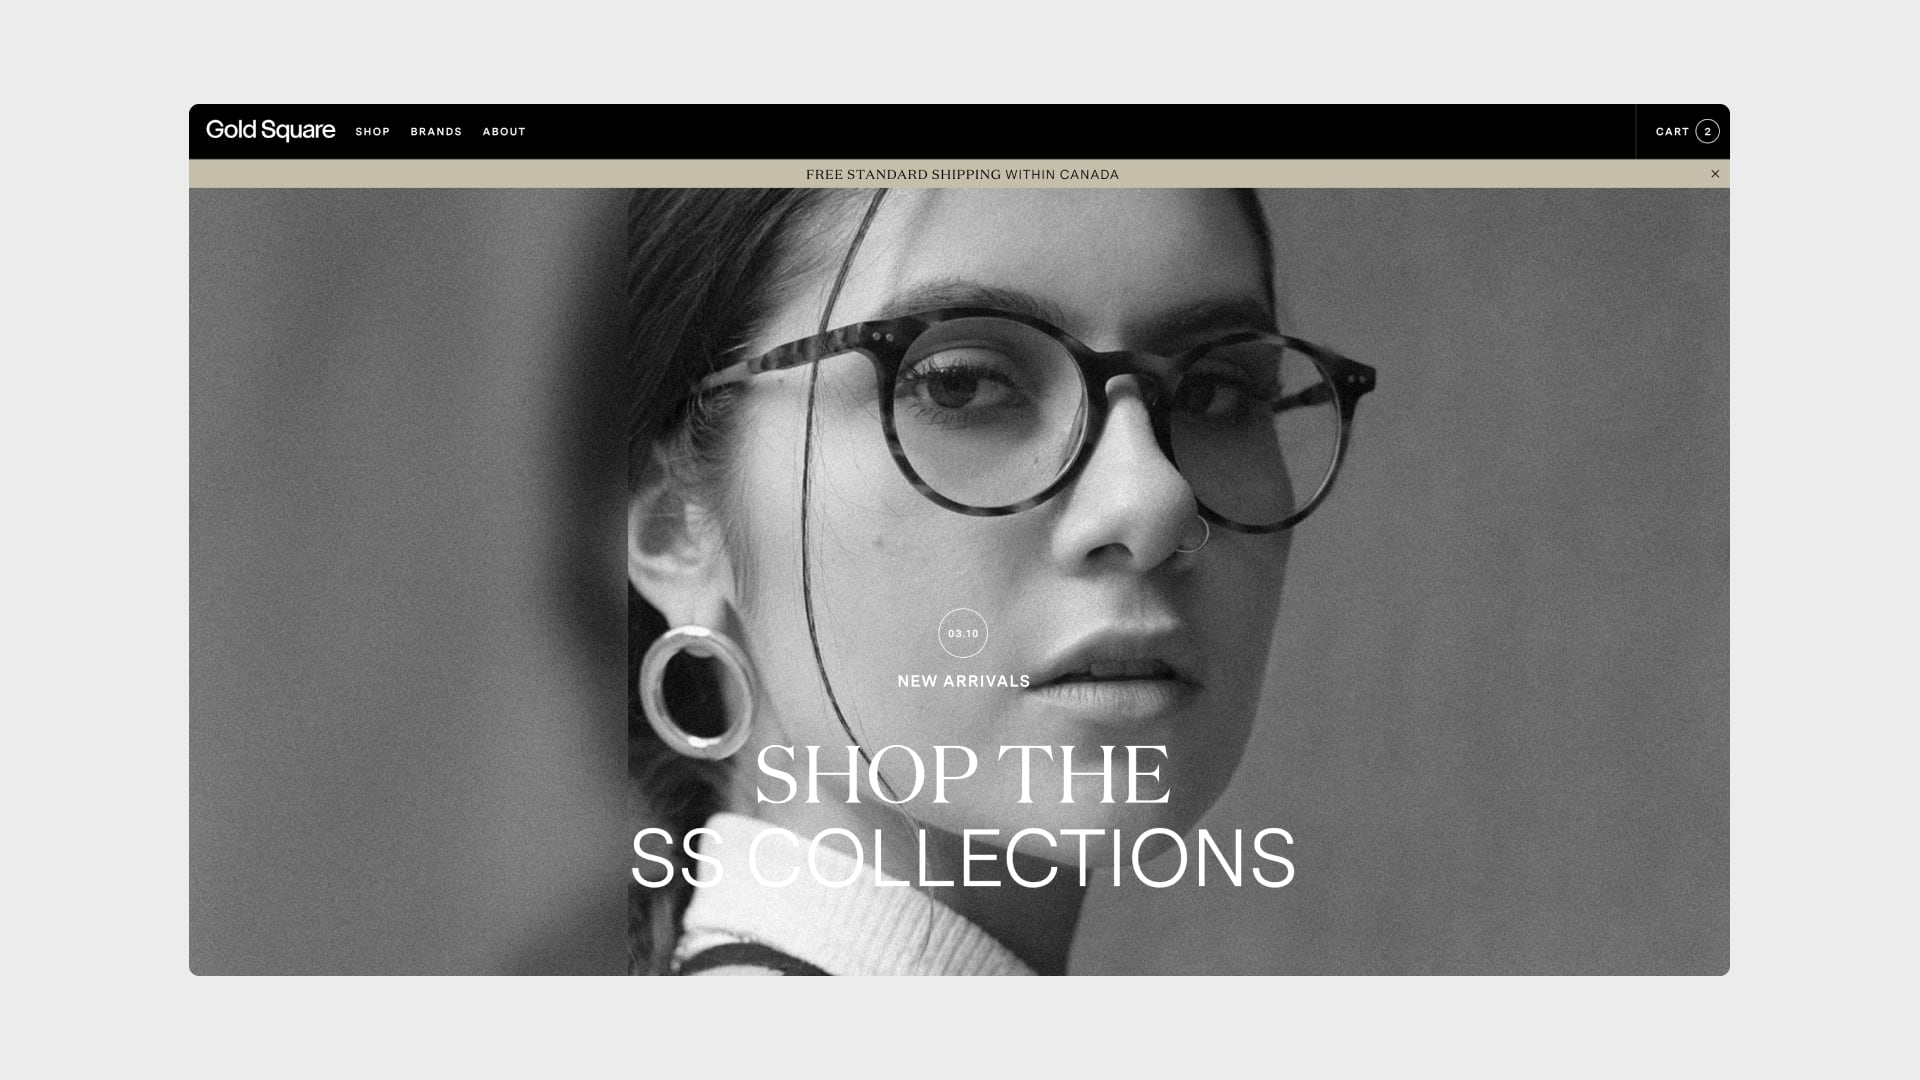 Gold Square
SHOP
BRANDS
ABOUT
CART 2
FREE STANDARD SHIPPING WITHIN CANADA
03.10
NEW ARRIVALS
SHOP THE
SS COLLECTIONS